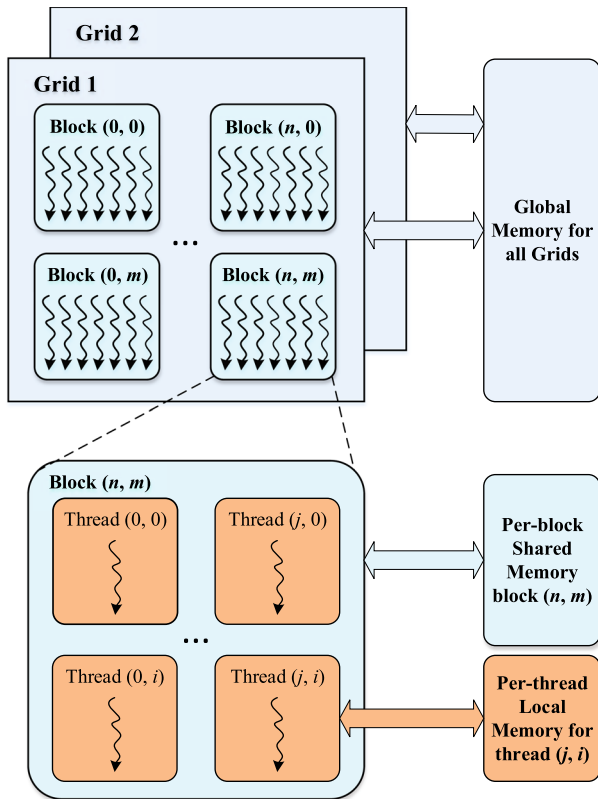 Grid 2
Grid 1
Block (0, 0)
Block (n, 0)
...
Block (0, m)
Block (n, m)
Global
Memory for
all Grids
Block (n, m)
Thread (0, 0)
Thread (j, 0)
...
Thread (0, i)
Thread (j, i)
Per-block
Shared
Memory
block (n, m)
Per-thread
Local
Memory for
thread (j, i)